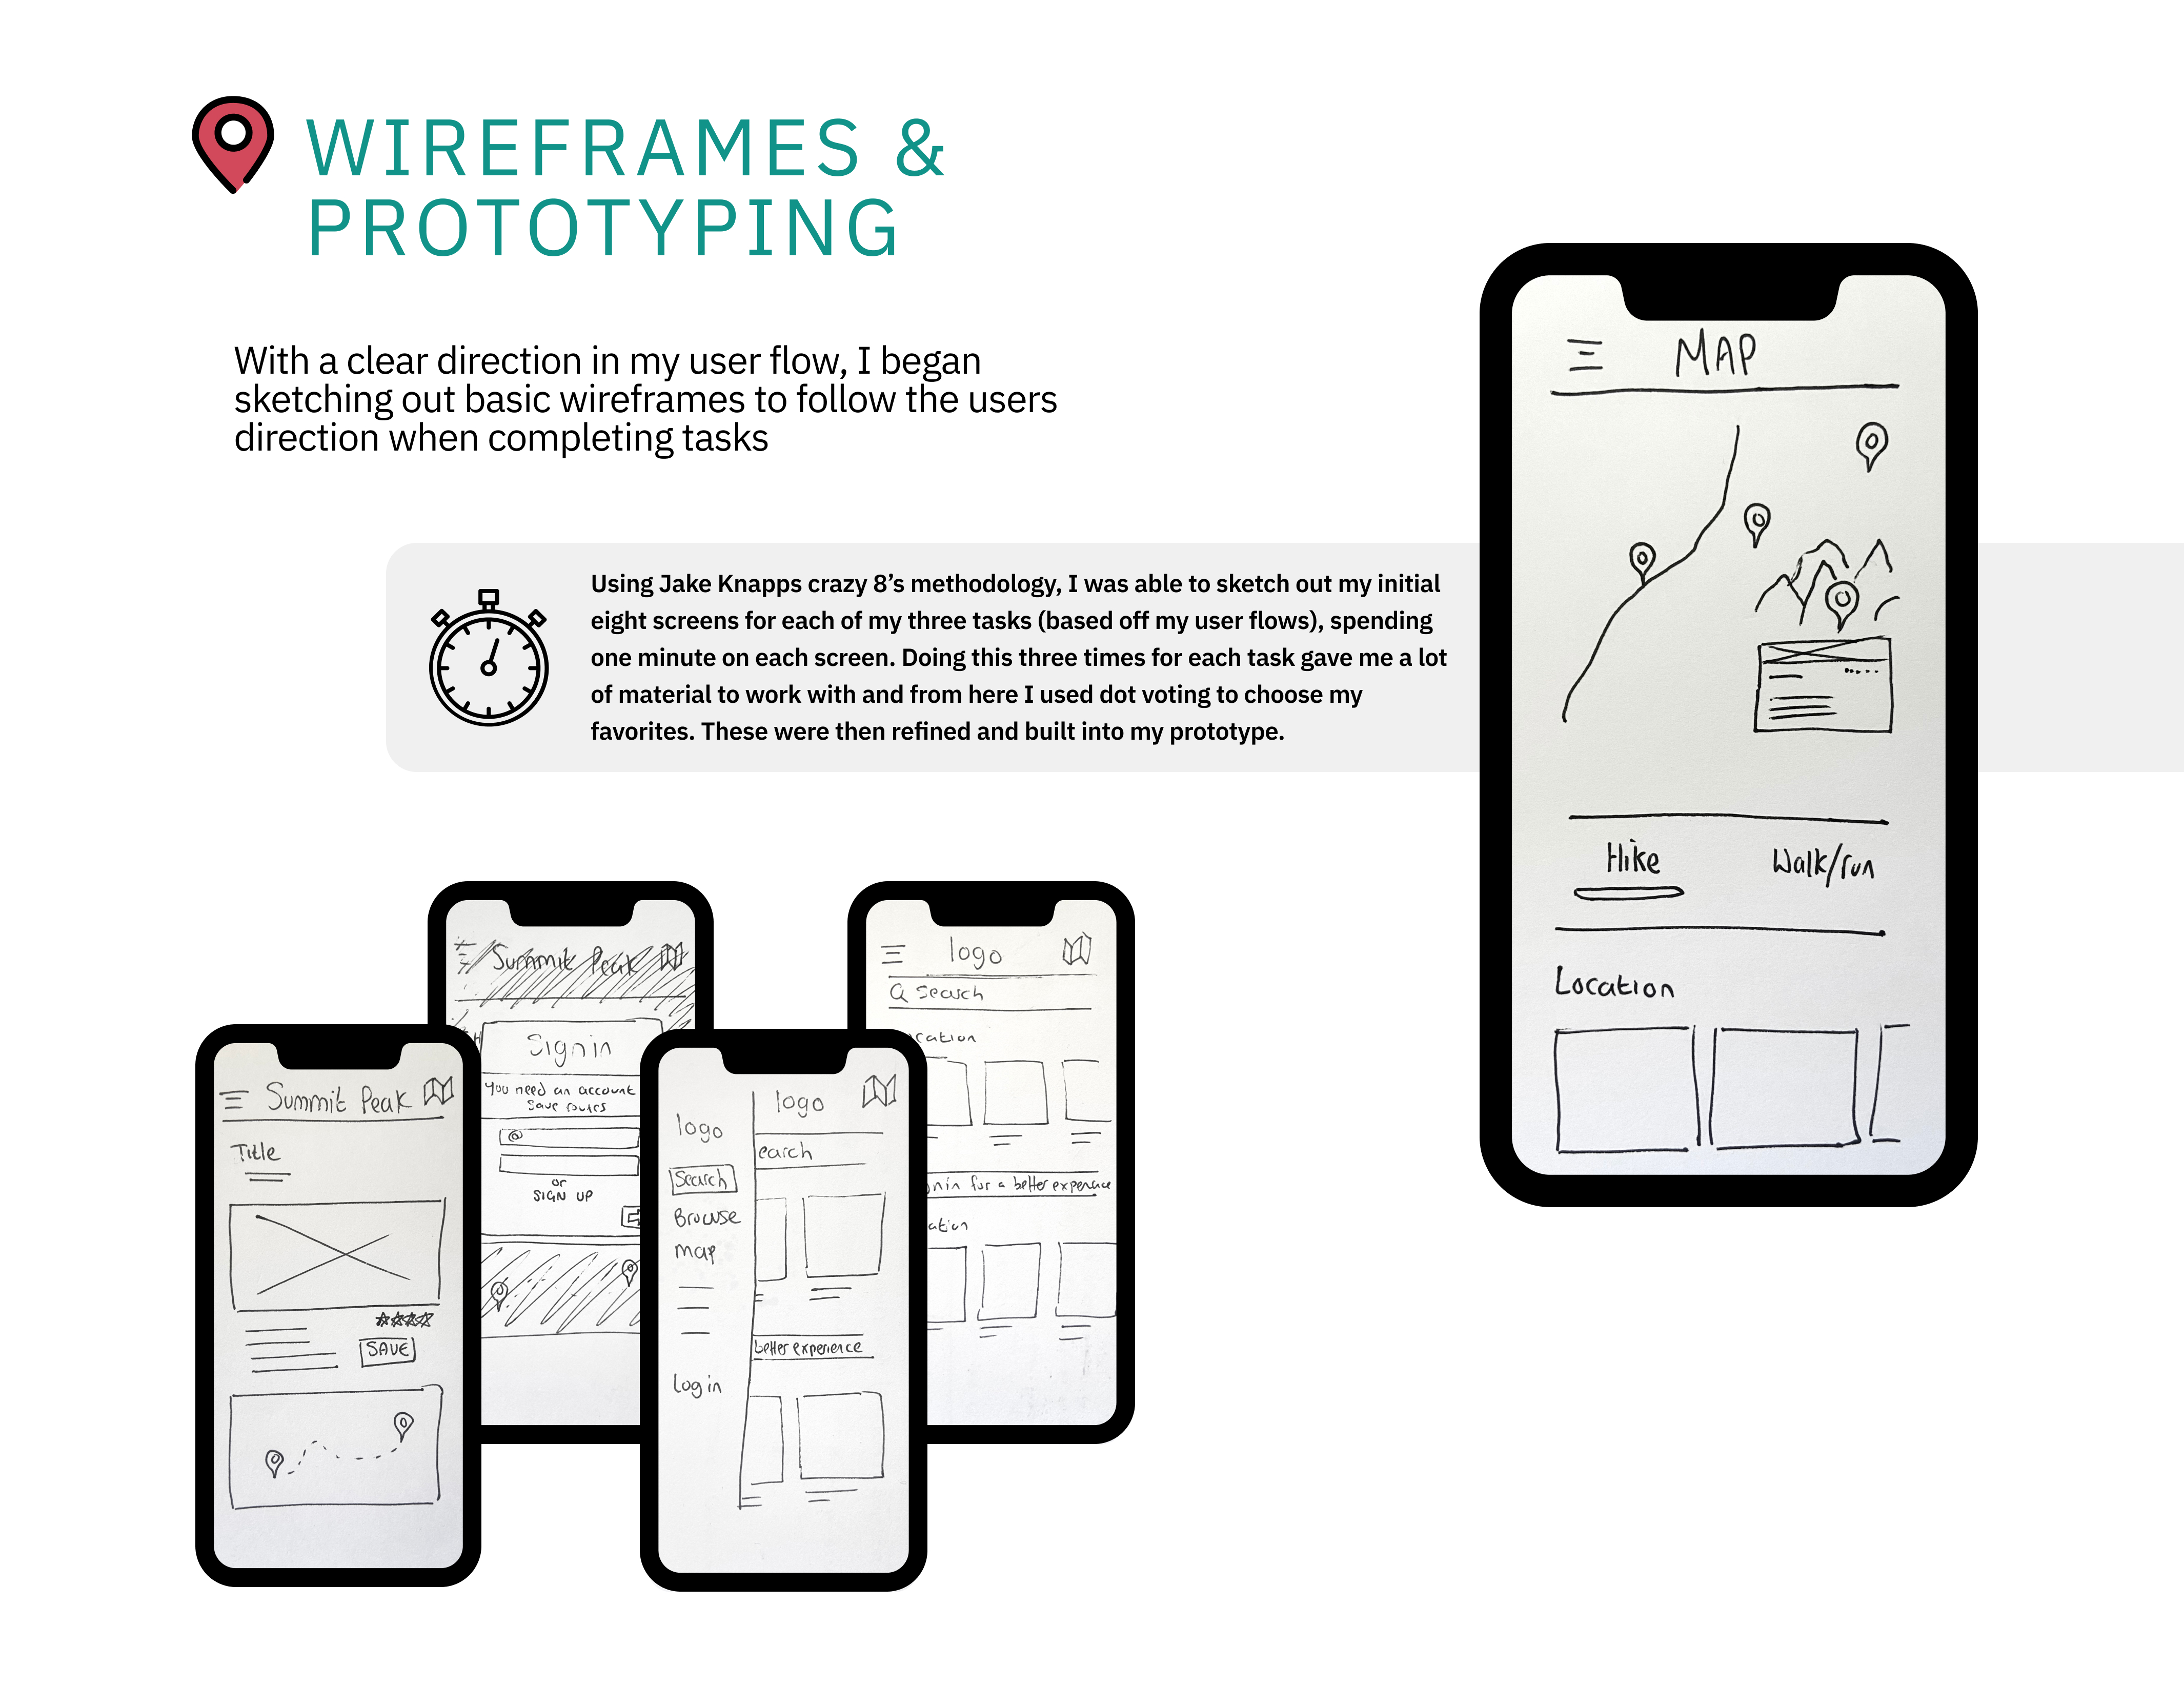 WIREFRAMES &
PROTOTYPING
With a clear direction in my user flow, I began
sketching out basic wireframes to follow the users
direction when completing tasks
Using Jake Knapps crazy 8’s methodology, I was able to sketch out my initial
eight screens for each of my three tasks (based off my user flows), spending
one minute on each screen. Doing this three times for each task gave me a lot
of material to work with and from here I used dot voting to choose my
favorites. These were then refined and built into my prototype.
MAP
Hike
Walk/run
Location
Summit Peak
Sign in
You need an account
Save routes
@
or
SIGN UP
logo
Search
ocation
gnin for a better experience
ation
Summit Peak
Title
SAVE
logo
Search
Browse
map
Log in
logo
earch
better experience